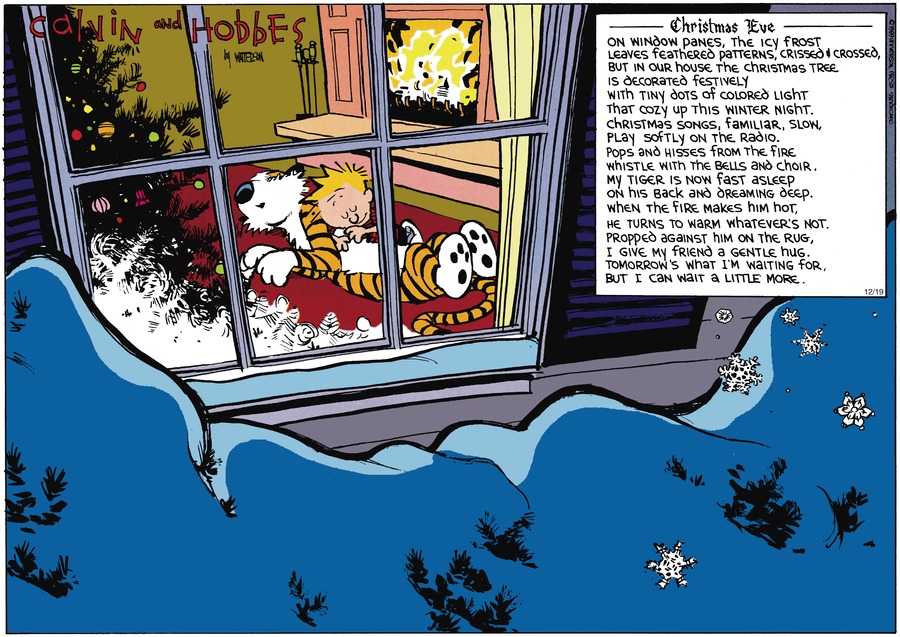 Calvin and Hobbes
by Watterson
Christmas Eve
On window panes, the icy frost
Leaves feathered patterns, crissed & crossed,
But in our house the Christmas tree
Is decorated festively
With tiny dots of colored light
That cozy up this winter night.
Christmas songs, familiar, slow,
Play softly on the radio.
Pops and hisses from the fire
Whistle with the bells and choir.
My tiger is now fast asleep
On his back and dreaming deep.
When the fire makes him hot,
He turns to warm whatever's not.
Propped against him on the rug,
I give my friend a gentle hug.
Tomorrow's what I'm waiting for,
But I can wait a little more.
12/19